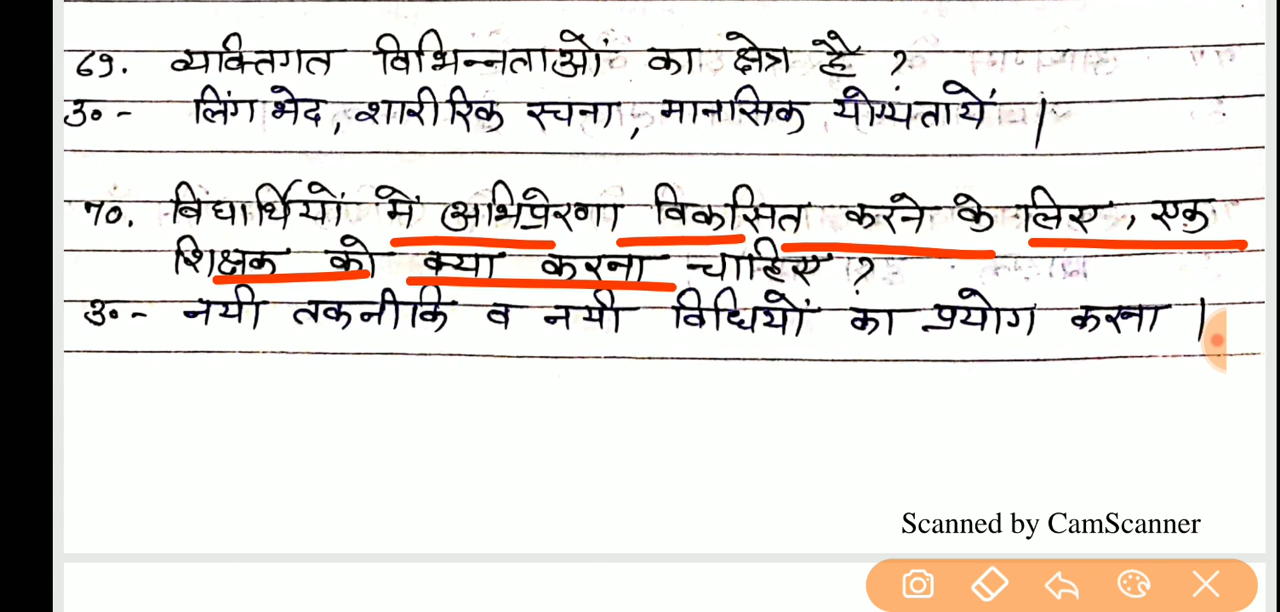 69. व्यक्तिगत विभिन्नताओं का क्षेत्र है ?
उ०- लिंग भेद, शारीरिक रचना, मानसिक योग्यंतायें |
70. विद्यार्थियों में अभिप्रेरणा विकसित करने के लिए, एक
शिक्षक को क्या करना चाहिए ?
उ०- नयी तकनीकि व नयी विधियों का प्रयोग करना |
Scanned by CamScanner